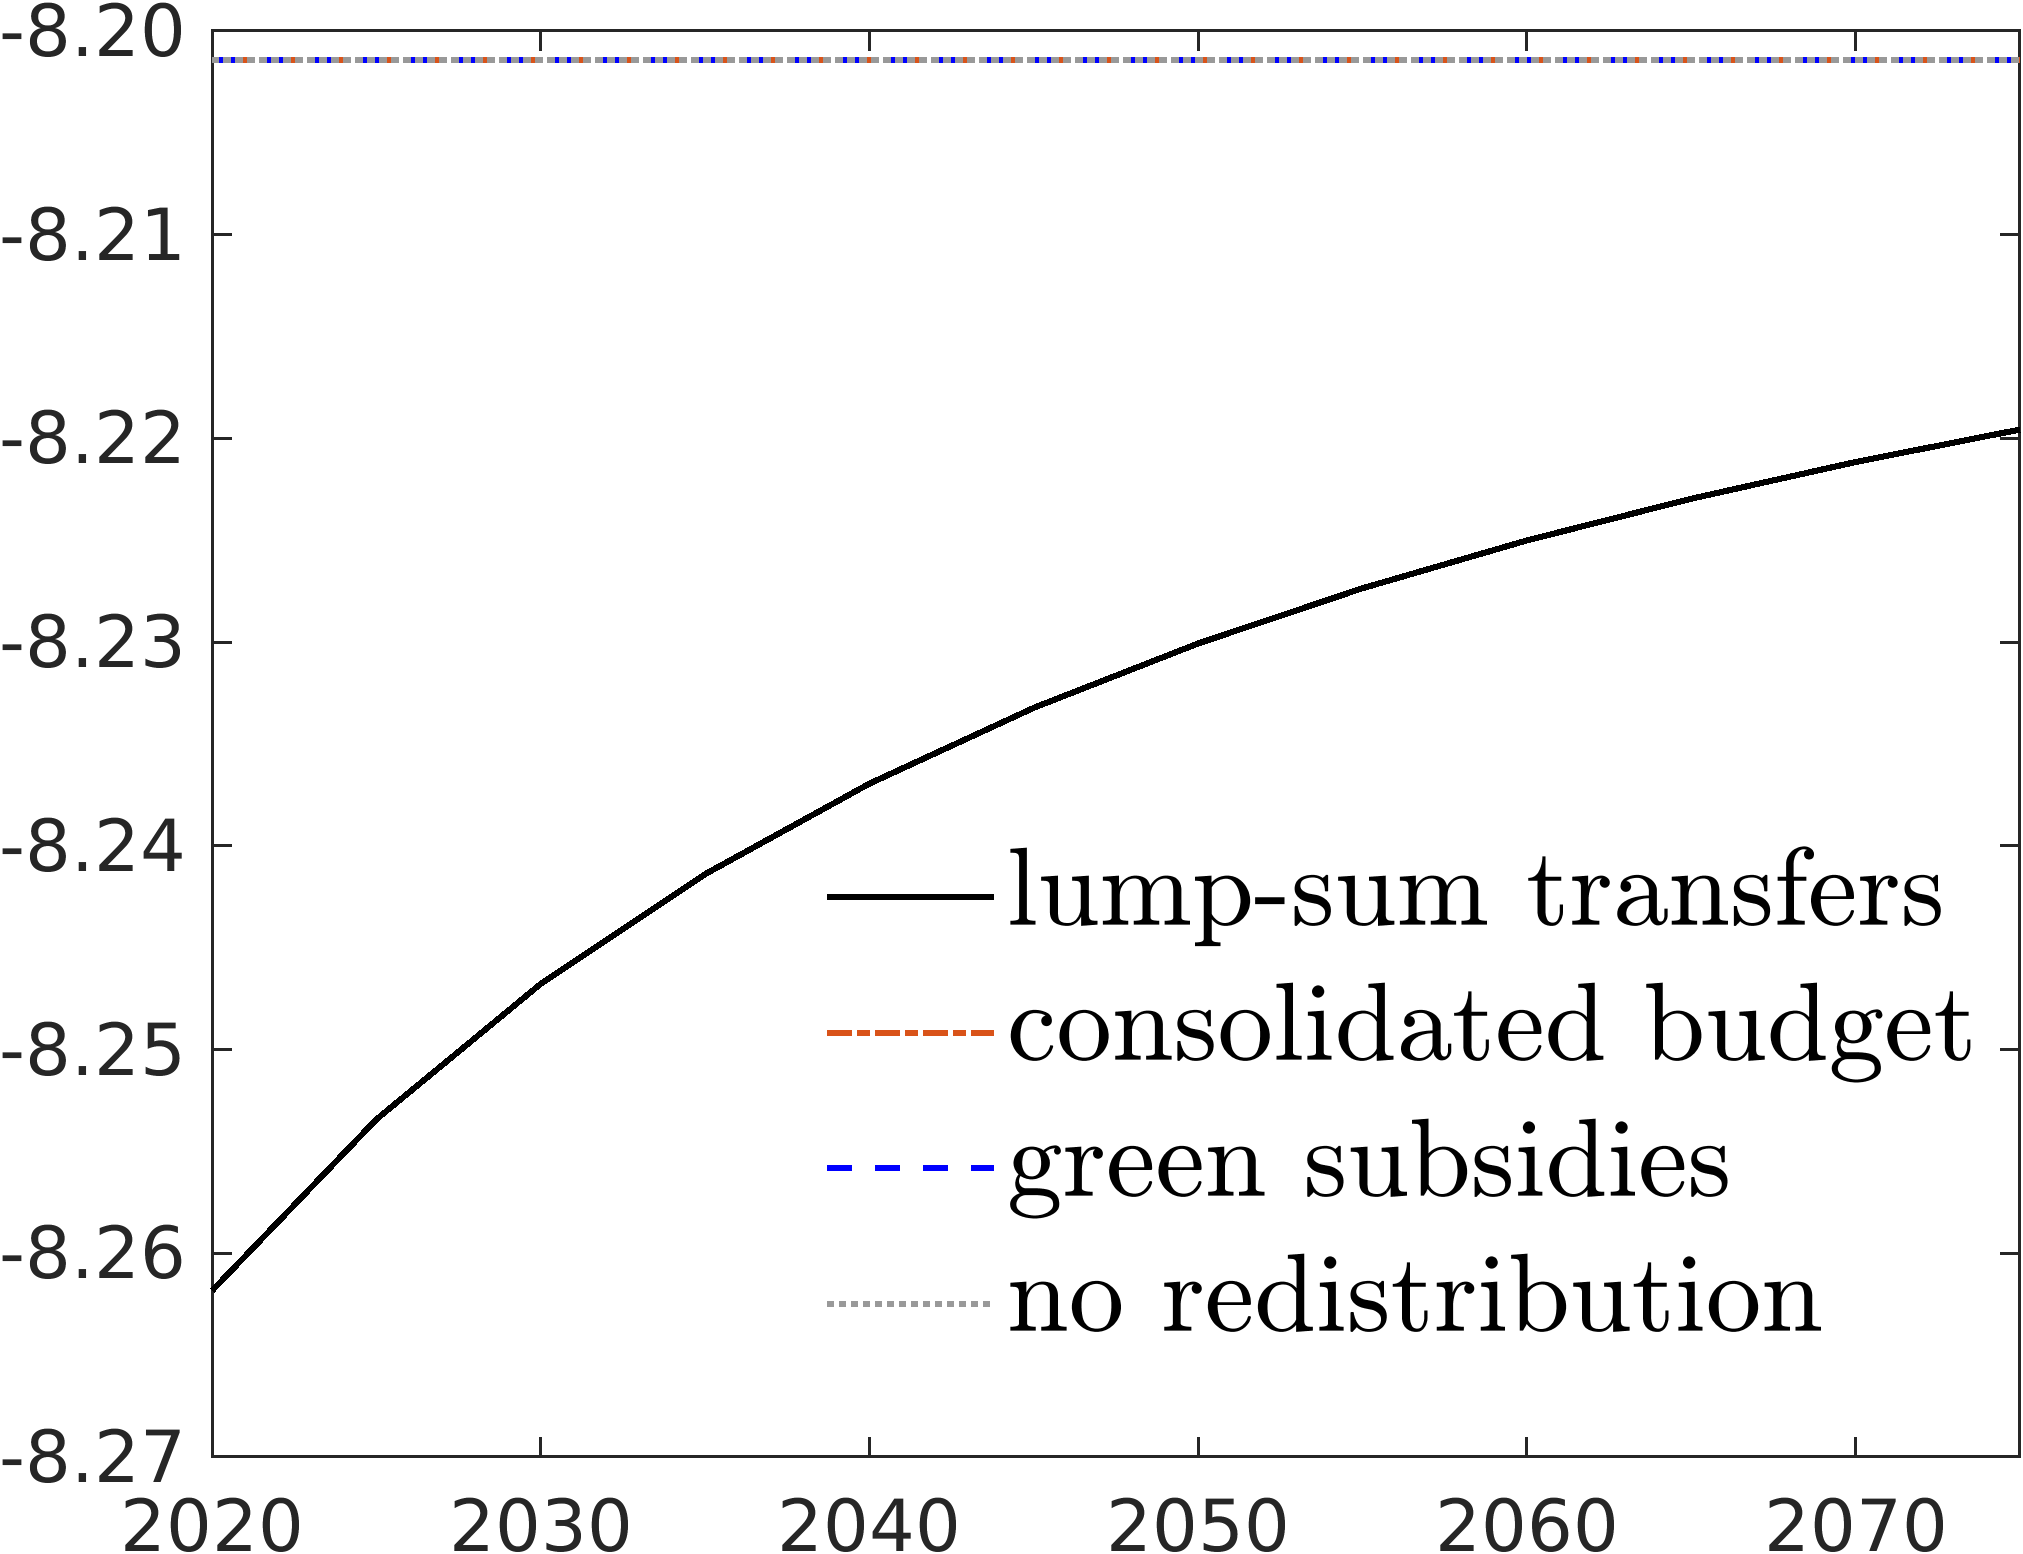 -8.20
-8.21
-8.22
-8.23
-8.24
-8.25
-8.26
-8.27
lump-sum transfers
consolidated budget
green subsidies
no redistribution
2020 2030 2040 2050 2060 2070